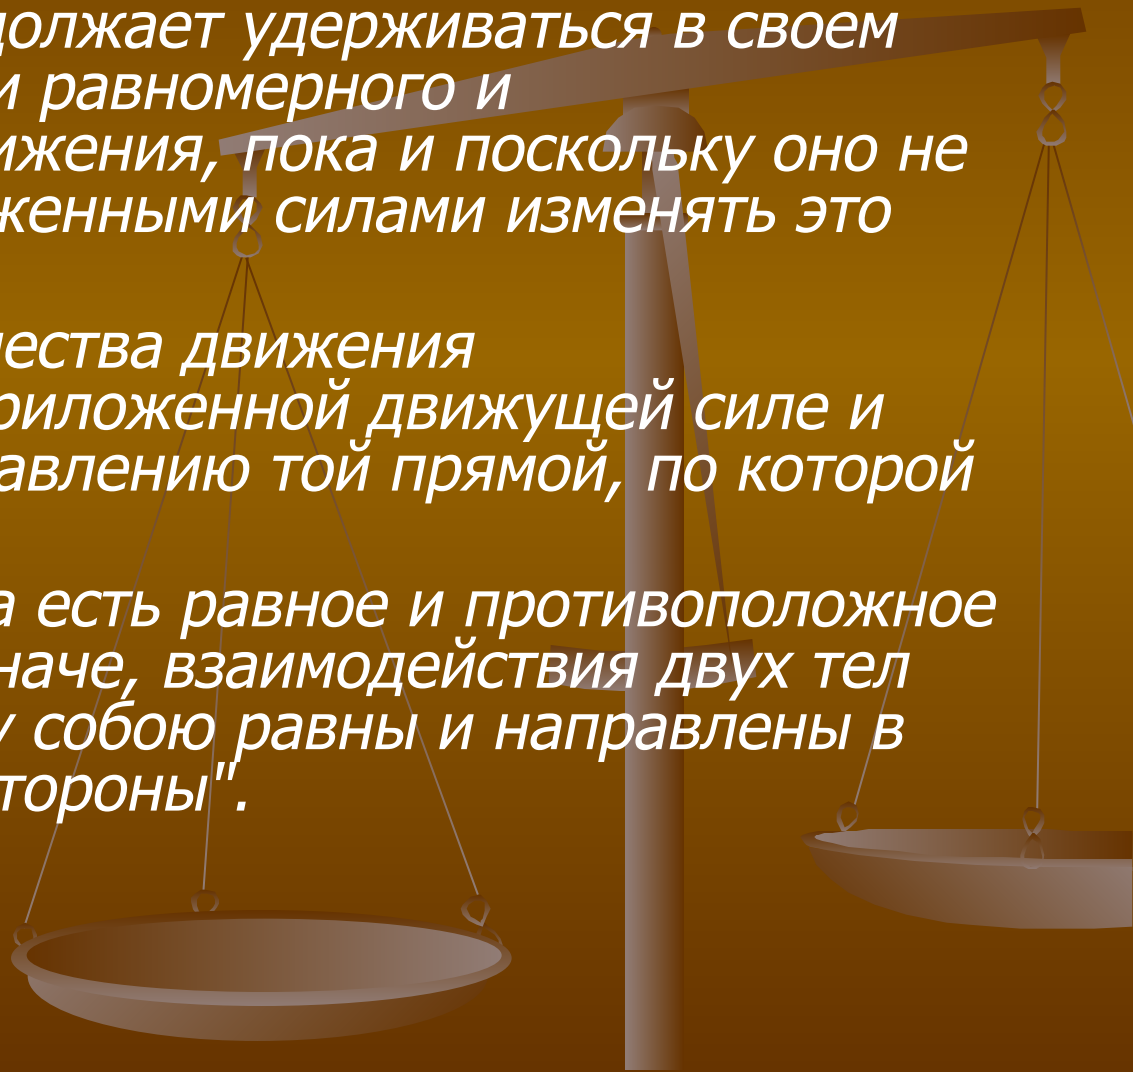 должает удерживаться в своем
и равномерного и
ижения, пока и поскольку оно не
женными силами изменять это
чества движения
риложенной движущей силе и
авлению той прямой, по которой
а есть равное и противоположное
наче, взаимодействия двух тел
у собою равны и направлены в
тороны".